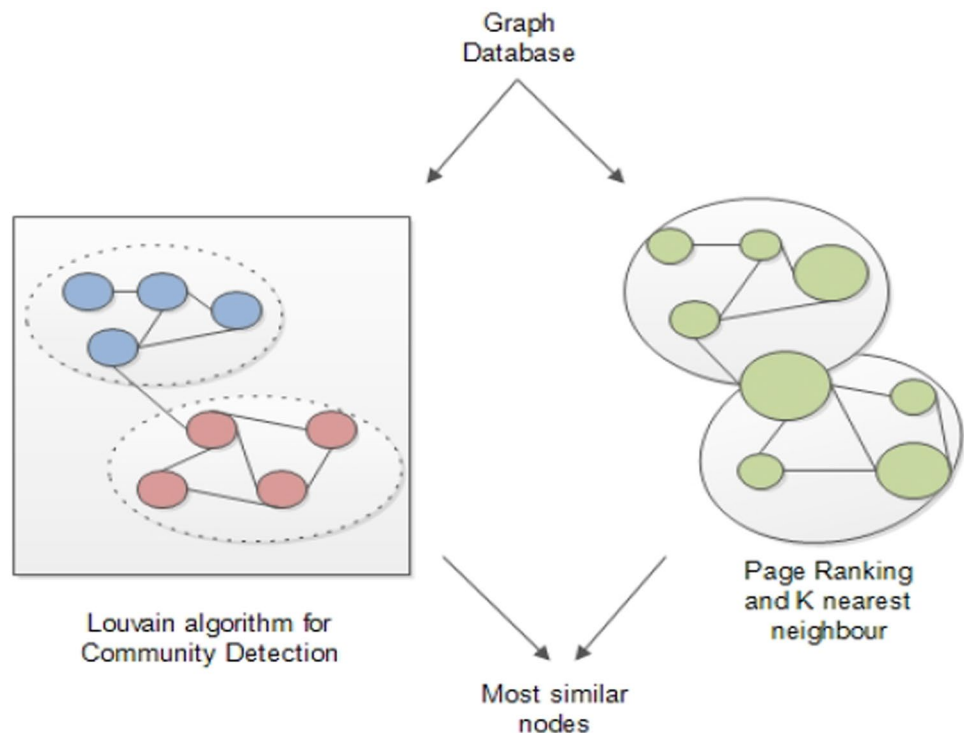 Graph
Database
Louvain algorithm for
Community Detection
Page Ranking
and K nearest
neighbour
Most similar
nodes